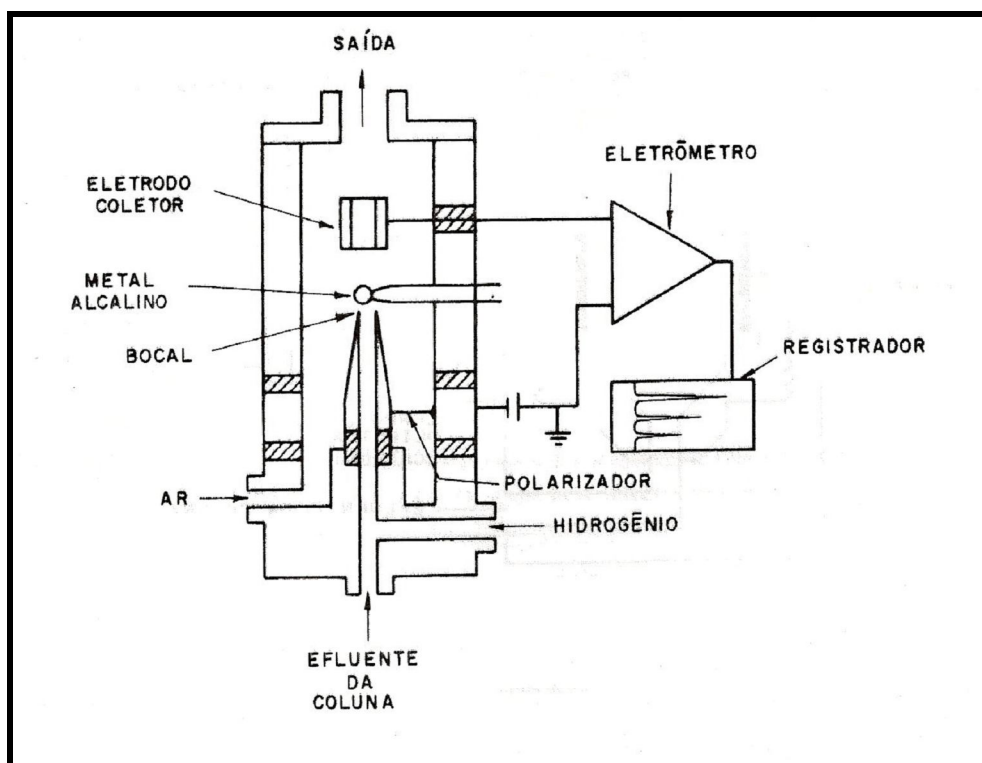 SAÍDA
ELETRÔMETRO
ELETRODO
COLETOR
METAL
ALCALINO
BOCAL
REGISTRADOR
POLARIZADOR
AR
HIDROGÊNIO
EFLUENTE
DA
COLUNA